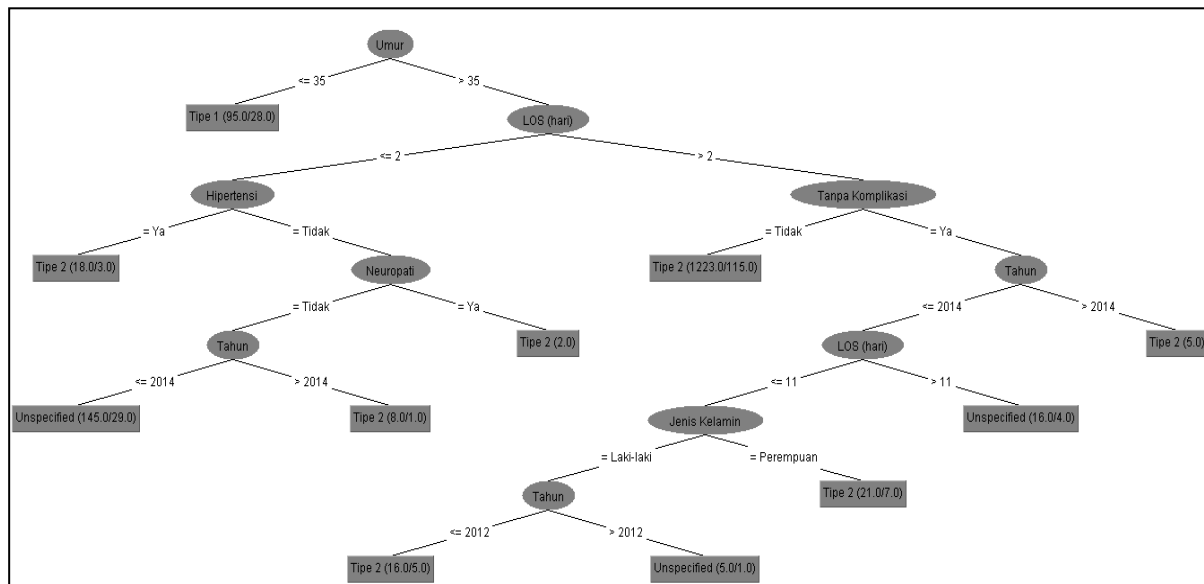 Umur
<= 35
> 35
Tipe 1 (95.0/28.0)
LOS (hari)
<= 2
> 2
Hipertensi
Tanpa Komplikasi
= Ya
= Tidak
= Tidak
= Ya
Tipe 2 (18.0/3.0)
Neuropati
Tipe 2 (1223.0/115.0)
Tahun
= Tidak
= Ya
<= 2014
> 2014
Tahun
Tipe 2 (2.0)
LOS (hari)
Tipe 2 (5.0)
<= 2014
> 2014
<= 11
> 11
Unspecified (145.0/29.0)
Tipe 2 (8.0/1.0)
Jenis Kelamin
Unspecified (16.0/4.0)
= Laki-laki
= Perempuan
Tahun
Tipe 2 (21.0/7.0)
<= 2012
> 2012
Tipe 2 (16.0/5.0)
Unspecified (5.0/1.0)